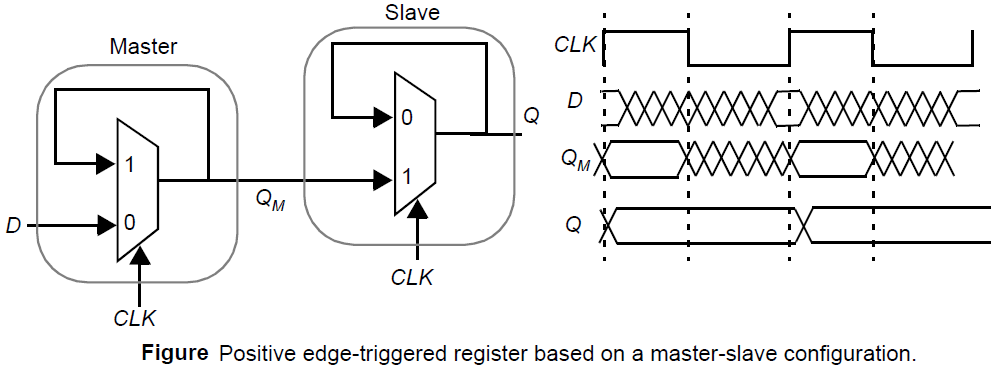 Slave
Master
0
Q
1
1
Q_M
0
D
CLK
CLK
CLK
D
Q_M
Q
Figure Positive edge-triggered register based on a master-slave configuration.